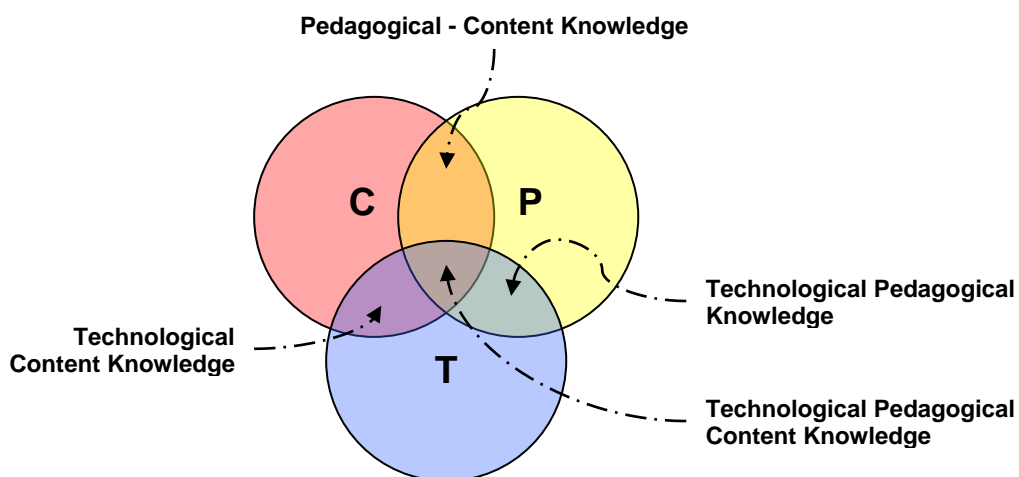 Pedagogical - Content Knowledge
C
P
Technological Pedagogical
Knowledge
Technological
Content Knowledge
T
Technological Pedagogical
Content Knowledge